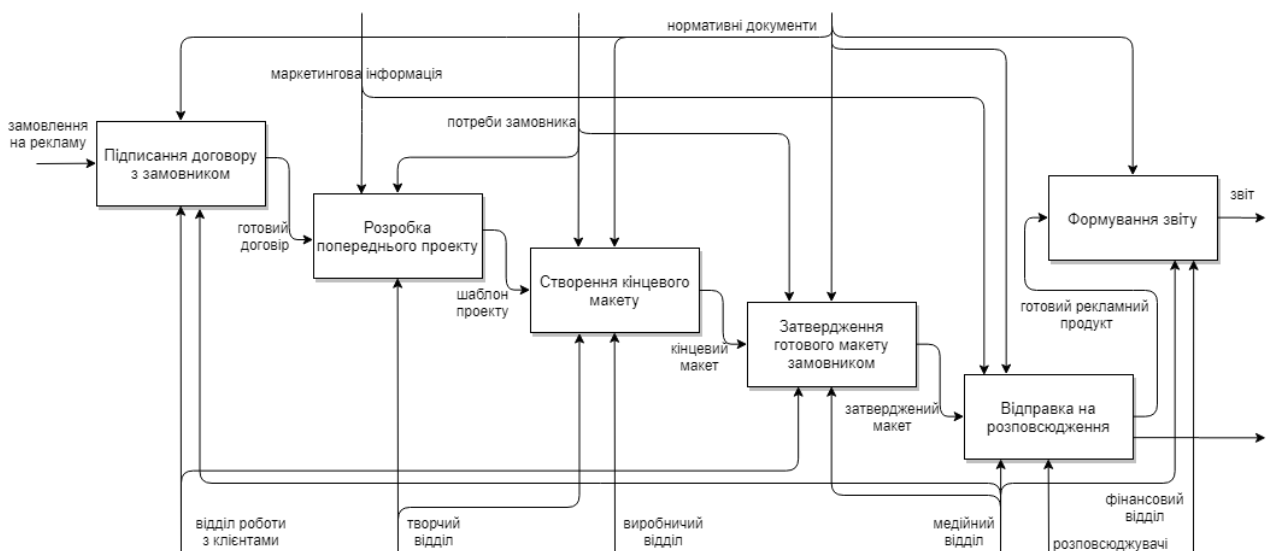 нормативні документи
маркетингова інформація
потреби замовника
замовлення
на рекламу
Підписання договору
з замовником
готовий
договір
Розробка
попереднього проекту
шаблон
проекту
Створення кінцевого
макету
кінцевий
макет
Затвердження
готового макету
замовником
затверджений
макет
Відправка на
розповсюдження
готовий рекламний
продукт
Формування звіту
звіт
відділ роботи
з клієнтами
творчий
відділ
виробничий
відділ
медійний
відділ
розповсюджувачі
фінансовий
відділ